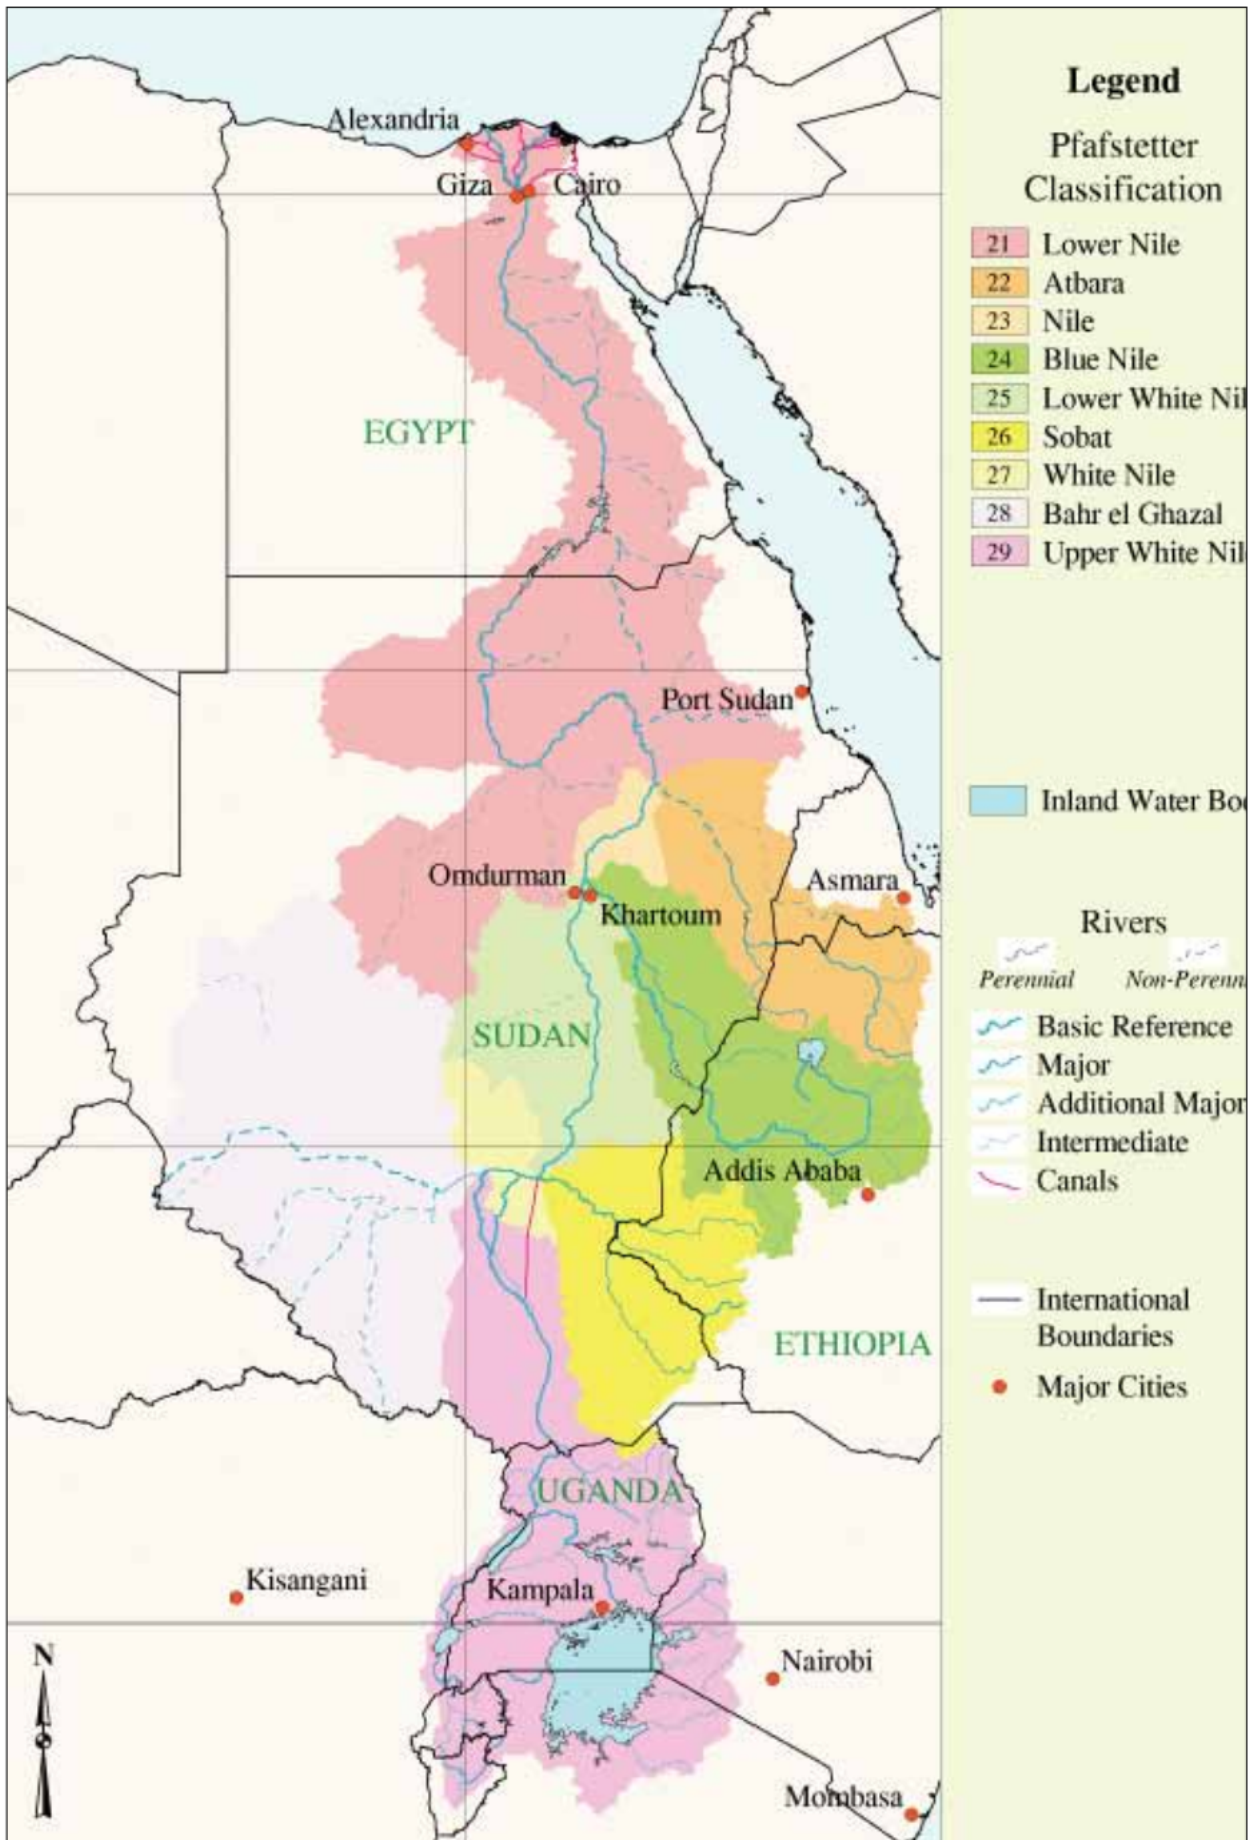 Alexandria
Giza
Cairo
EGYPT
Port Sudan
Omdurman
Khartoum
Asmara
SUDAN
Addis Ababa
ETHIOPIA
UGANDA
Kisangani
Kampala
Nairobi
Mombasa
N
Legend
Pfafstetter
Classification
21 Lower Nile
22 Atbara
23 Nile
24 Blue Nile
25 Lower White Nil
26 Sobat
27 White Nile
28 Bahr el Ghazal
29 Upper White Nil
Inland Water Bo
Rivers
Perennial Non-Perenn
Basic Reference
Major
Additional Major
Intermediate
Canals
International
Boundaries
Major Cities